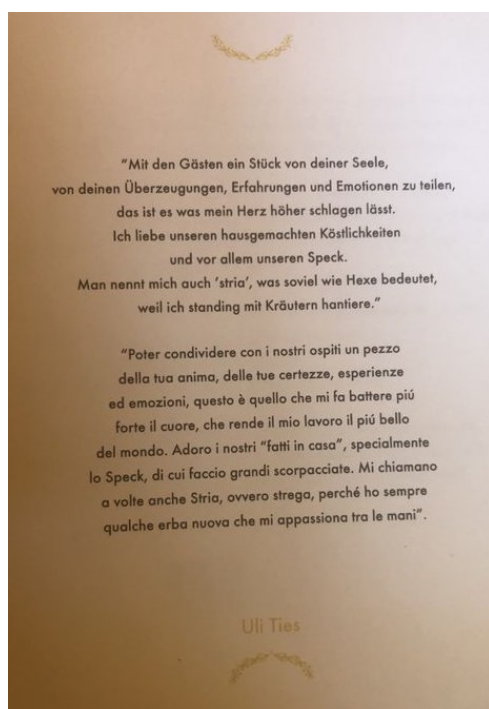 "Mit den Gästen ein Stück von deiner Seele,
von deinen Überzeugungen, Erfahrungen und Emotionen zu teilen,
das ist es was mein Herz höher schlagen lässt.
Ich liebe unseren hausgemachten Köstlichkeiten
und vor allem unseren Speck.
Man nennt mich auch 'stria', was soviel wie Hexe bedeutet,
weil ich standing mit Kräutern hantiere."
"Poter condividere con i nostri ospiti un pezzo
della tua anima, delle tue certezze, esperienze
ed emozioni, questo è quello che mi fa battere piú
forte il cuore, che rende il mio lavoro il piú bello
del mondo. Adoro i nostri "fatti in casa", specialmente
lo Speck, di cui faccio grandi scorpacciate. Mi chiamano
a volte anche Stria, ovvero strega, perché ho sempre
qualche erba nuova che mi appassiona tra le mani".
Uli Ties